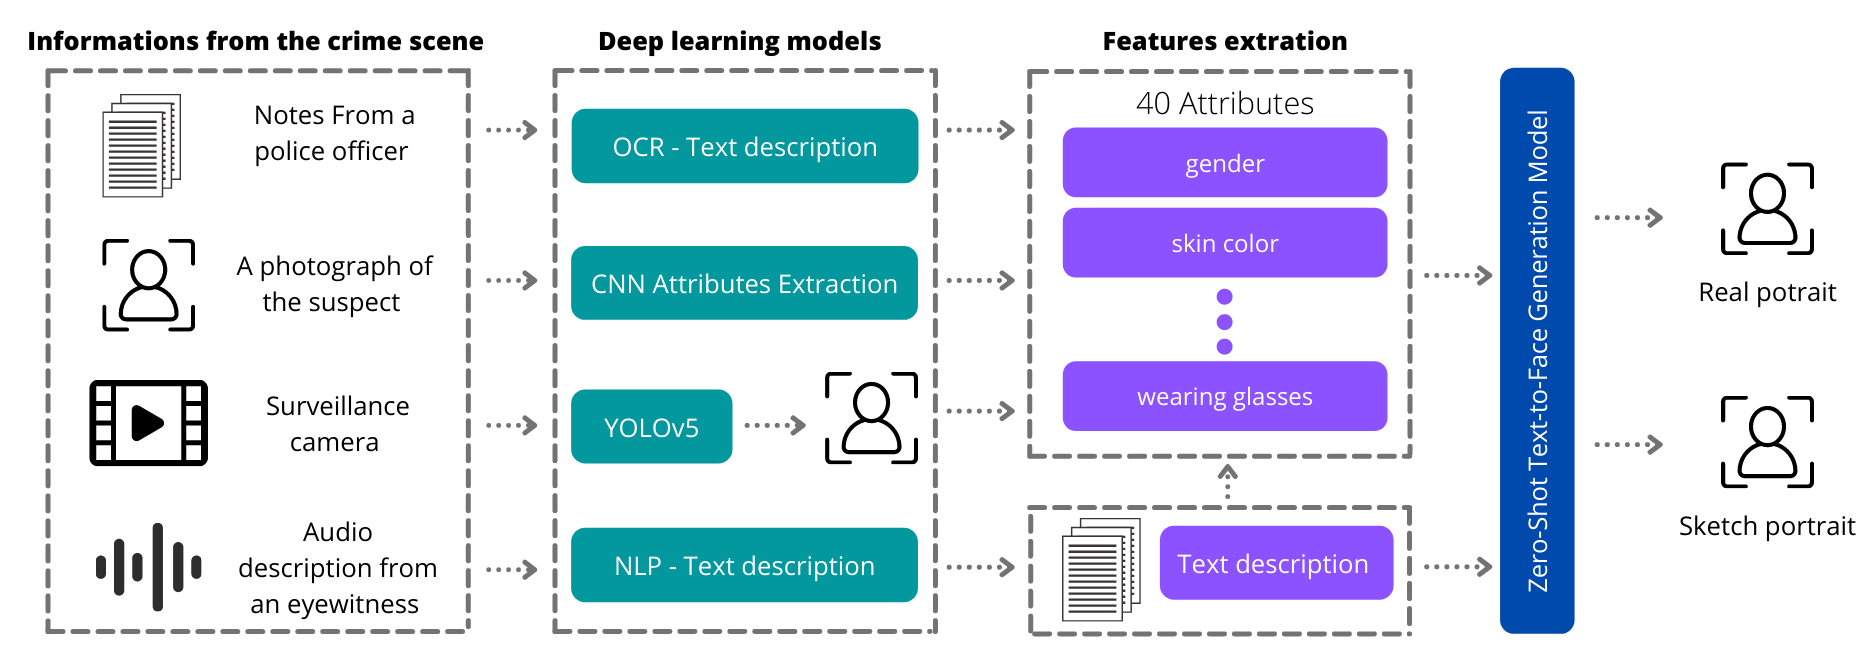 Informations from the crime scene
Notes From a
police officer
A photograph of
the suspect
Surveillance
camera
Audio
description from
an eyewitness
Deep learning models
OCR - Text description
CNN Attributes Extraction
YOLOv5
NLP - Text description
Features extration
40 Attributes
gender
skin color
wearing glasses
Text description
Zero-Shot Text-to-Face Generation Model
Real potrait
Sketch portrait